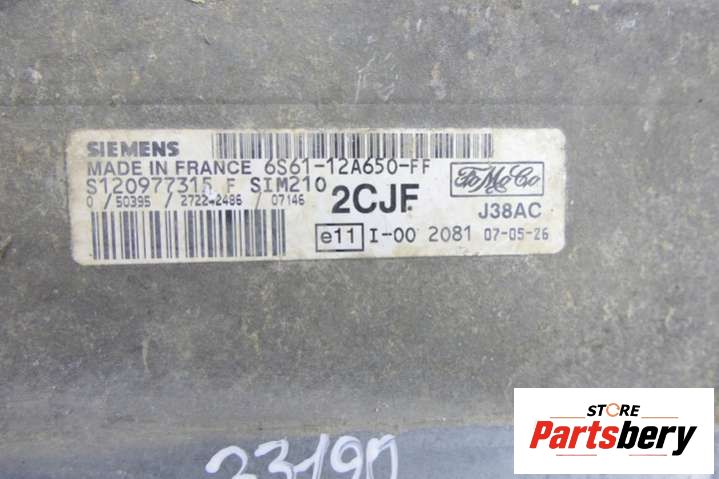 SIEMENS
MADE IN FRANCE 6S61-12A650-FF
S120977315 F SIM210
0 /50395 /2722-2486 /07146
2CJF
FoMoCo
J38AC
e11 I-00 2081 07-05-26
23190
STORE
Partsbery